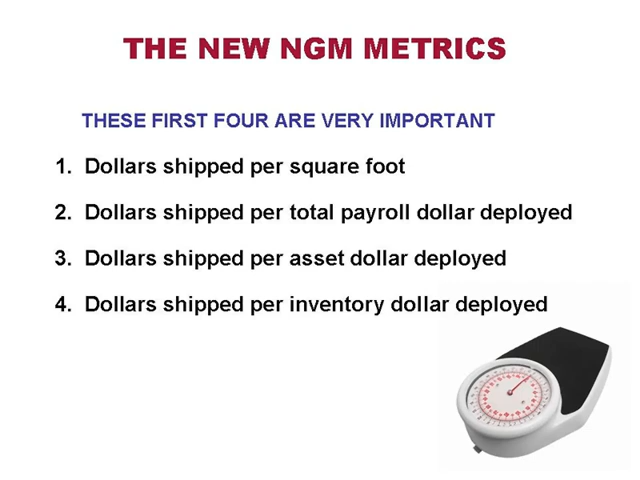 THE NEW NGM METRICS
THESE FIRST FOUR ARE VERY IMPORTANT
1. Dollars shipped per square foot
2. Dollars shipped per total payroll dollar deployed
3. Dollars shipped per asset dollar deployed
4. Dollars shipped per inventory dollar deployed